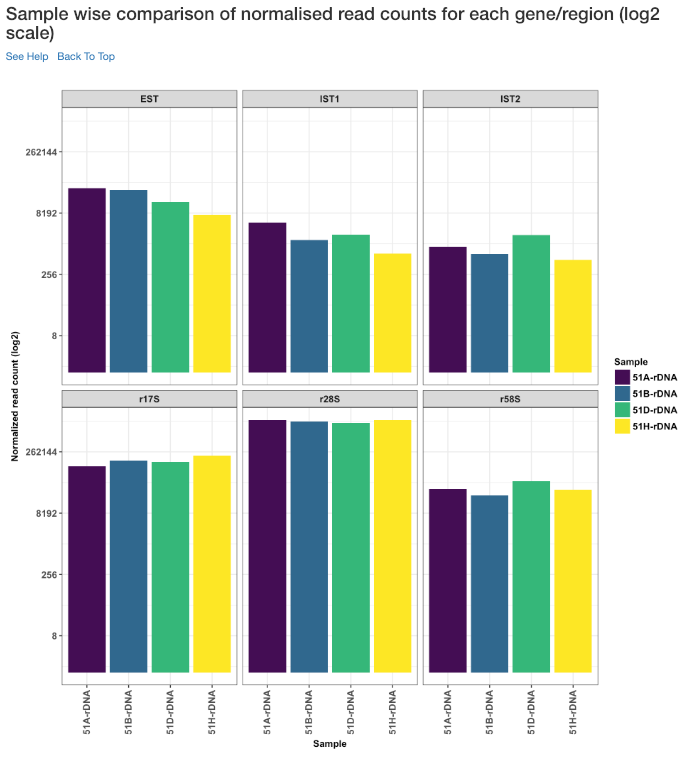 Sample wise comparison of normalised read counts for each gene/region (log2
scale)
See Help Back To Top
EST IST1 IST2
262144
8192
256
8
Normalized read count (log2)
r17S r28S r58S
262144
8192
256
8
51A-rDNA 51B-rDNA 51D-rDNA 51H-rDNA 51A-rDNA 51B-rDNA 51D-rDNA 51H-rDNA 51A-rDNA 51B-rDNA 51D-rDNA 51H-rDNA
Sample
Sample
51A-rDNA
51B-rDNA
51D-rDNA
51H-rDNA